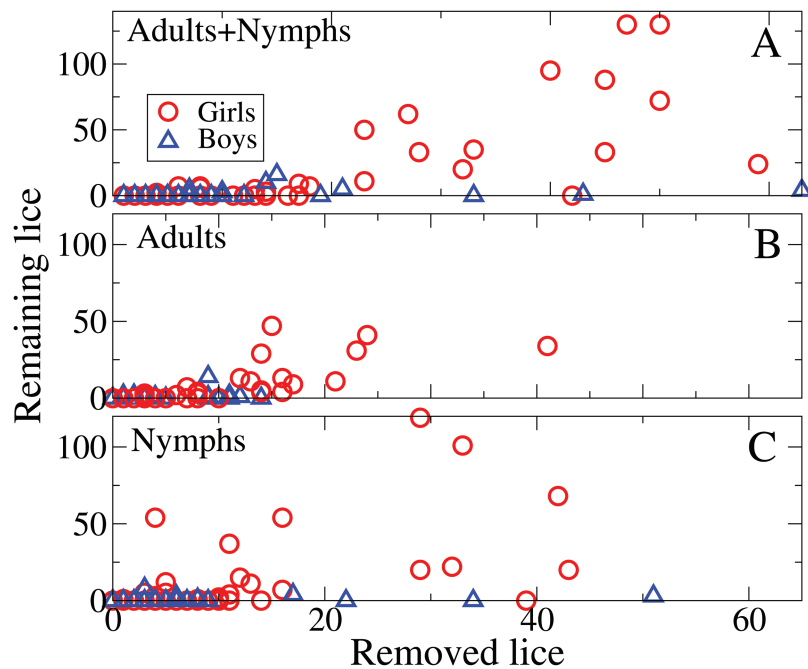 Adults+Nymphs
A
100
50
0
Girls
Boys
Adults
B
100
50
0
Nymphs
C
100
50
0
0
20
40
60
Remaining lice
Removed lice